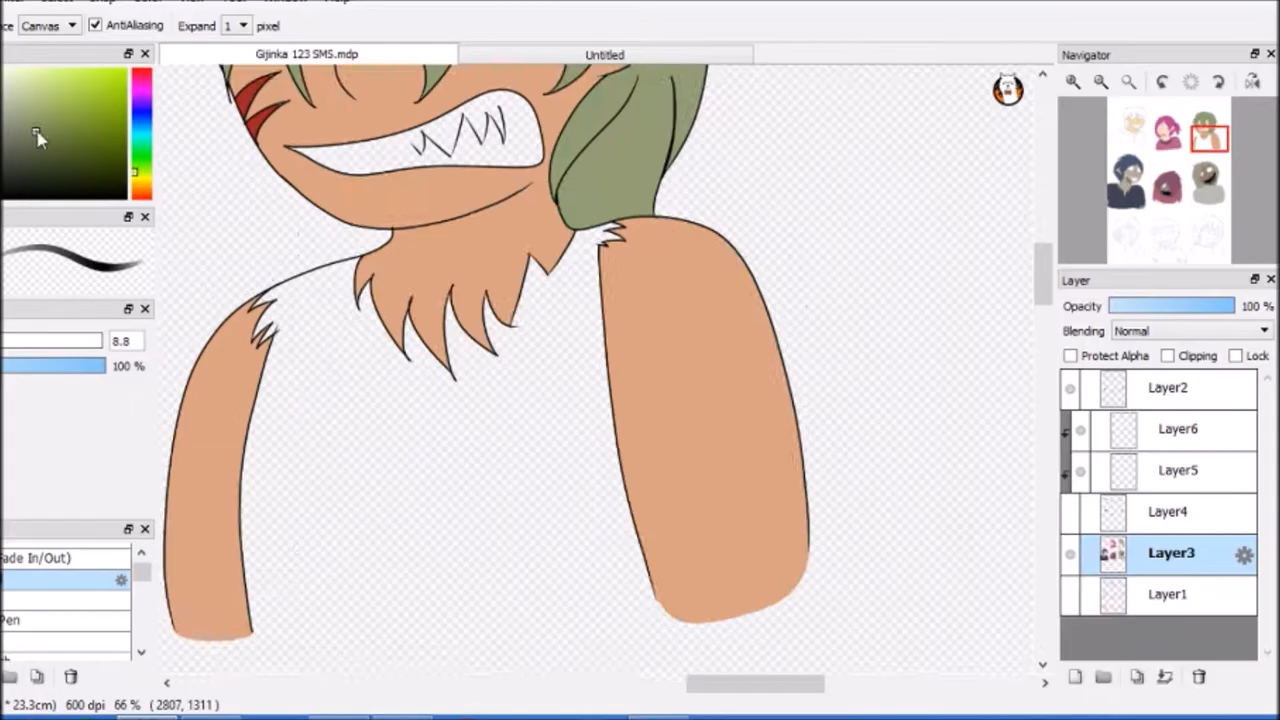 ce Canvas AntiAliasing Expand 1 pixel
Gijinka 123 SMS.mdp Untitled Navigator
Layer
Opacity 100 %
Blending Normal
Protect Alpha Clipping Lock
8.8
100 %
Layer2
Layer6
Layer5
Layer4
Layer3
Layer1
Fade In/Out)
Pen
* 23.3cm) 600 dpi 66 % ( 2807, 1311 )